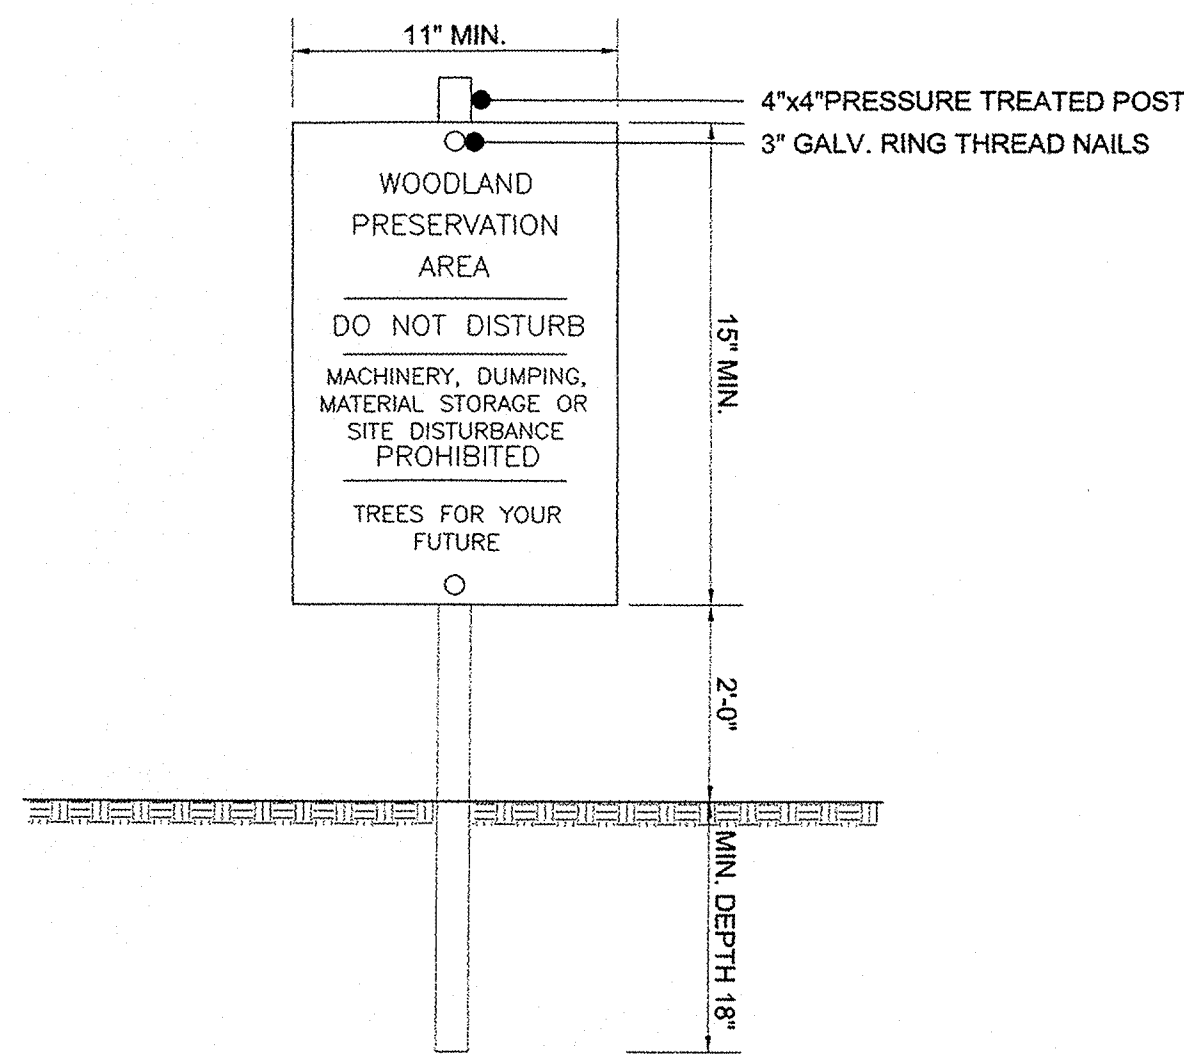 11" MIN.
4"x4"PRESSURE TREATED POST
3" GALV. RING THREAD NAILS
WOODLAND
PRESERVATION
AREA
DO NOT DISTURB
MACHINERY, DUMPING,
MATERIAL STORAGE OR
SITE DISTURBANCE
PROHIBITED
TREES FOR YOUR
FUTURE
15" MIN.
2'-0"
MIN. DEPTH 18"